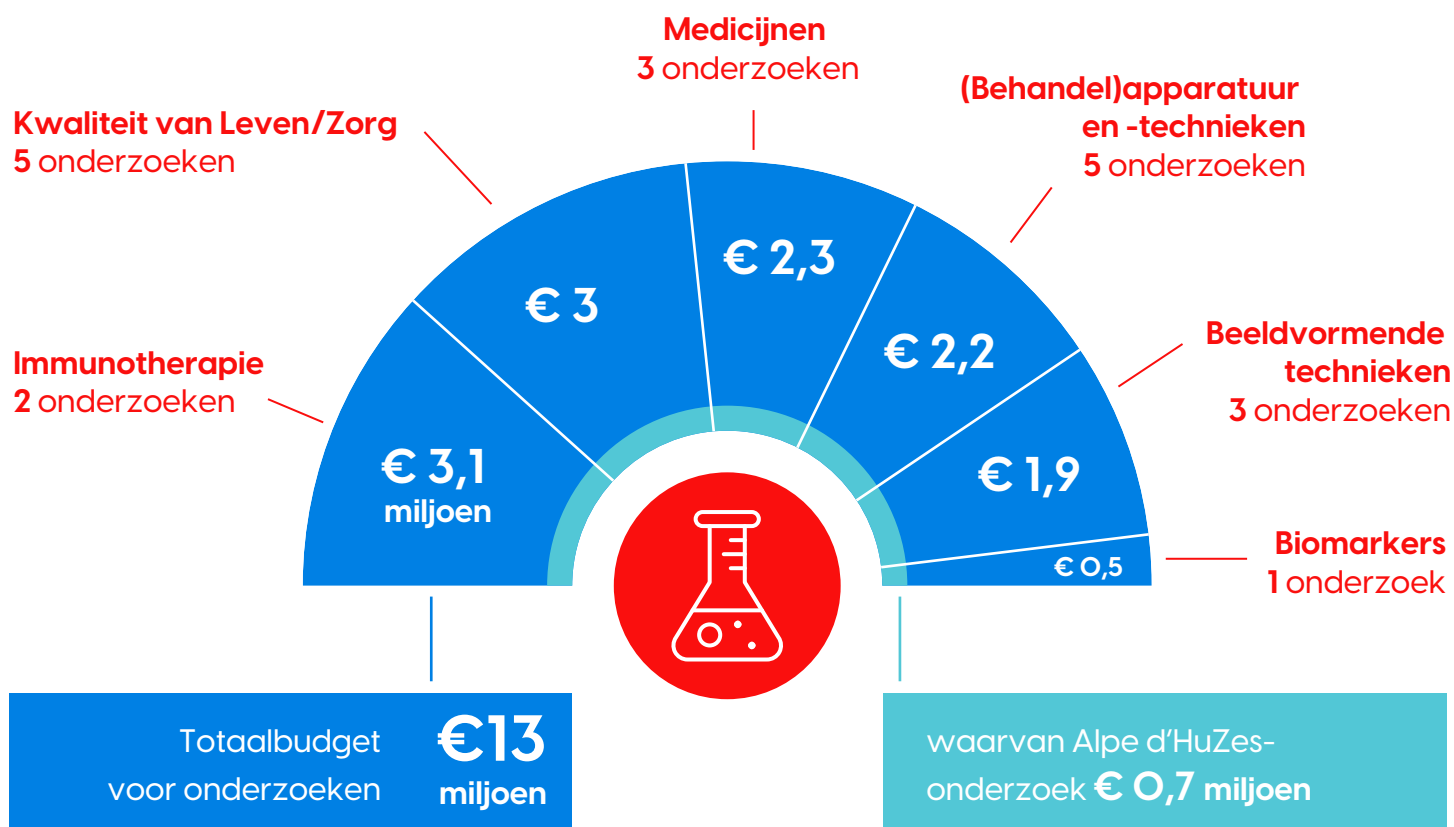 Medicijnen
3 onderzoeken
(Behandel)apparatuur
en -technieken
5 onderzoeken
Kwaliteit van Leven/Zorg
5 onderzoeken
Immunotherapie
2 onderzoeken
Beeldvormende
technieken
3 onderzoeken
Biomarkers
1 onderzoek
€ 3,1
miljoen
€ 3
€ 2,3
€ 2,2
€ 1,9
€ 0,5
Totaalbudget
voor onderzoeken
€13
miljoen
waarvan Alpe d’HuZes-
onderzoek € 0,7 miljoen